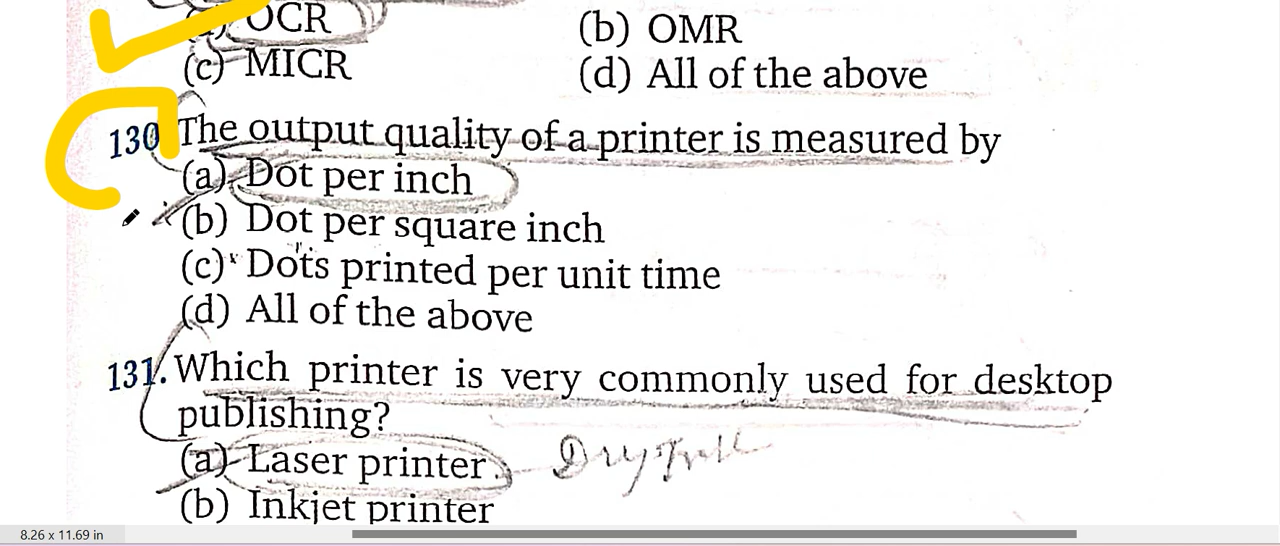 (a) OCR (b) OMR
(c) MICR (d) All of the above
130. The output quality of a printer is measured by
(a) Dot per inch
(b) Dot per square inch
(c) Dots printed per unit time
(d) All of the above
131. Which printer is very commonly used for desktop
publishing?
(a) Laser printer Dry Ink
(b) Inkjet printer
8.26 x 11.69 in